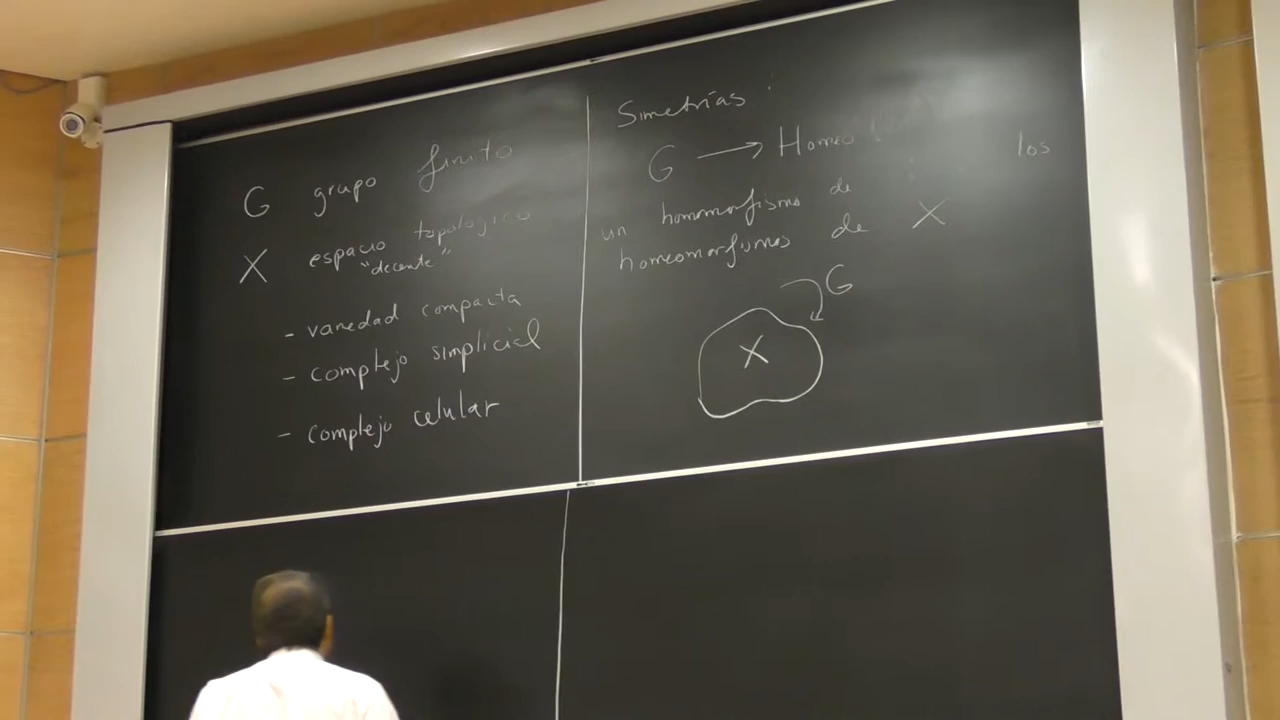 G grupo finito
X espacio topológico
"decente"
- variedad compacta
- complejo simplicial
- complejo celular
Simetrías:
G → Homeo
un homomorfismo de los
homeomorfismos de X
G
X